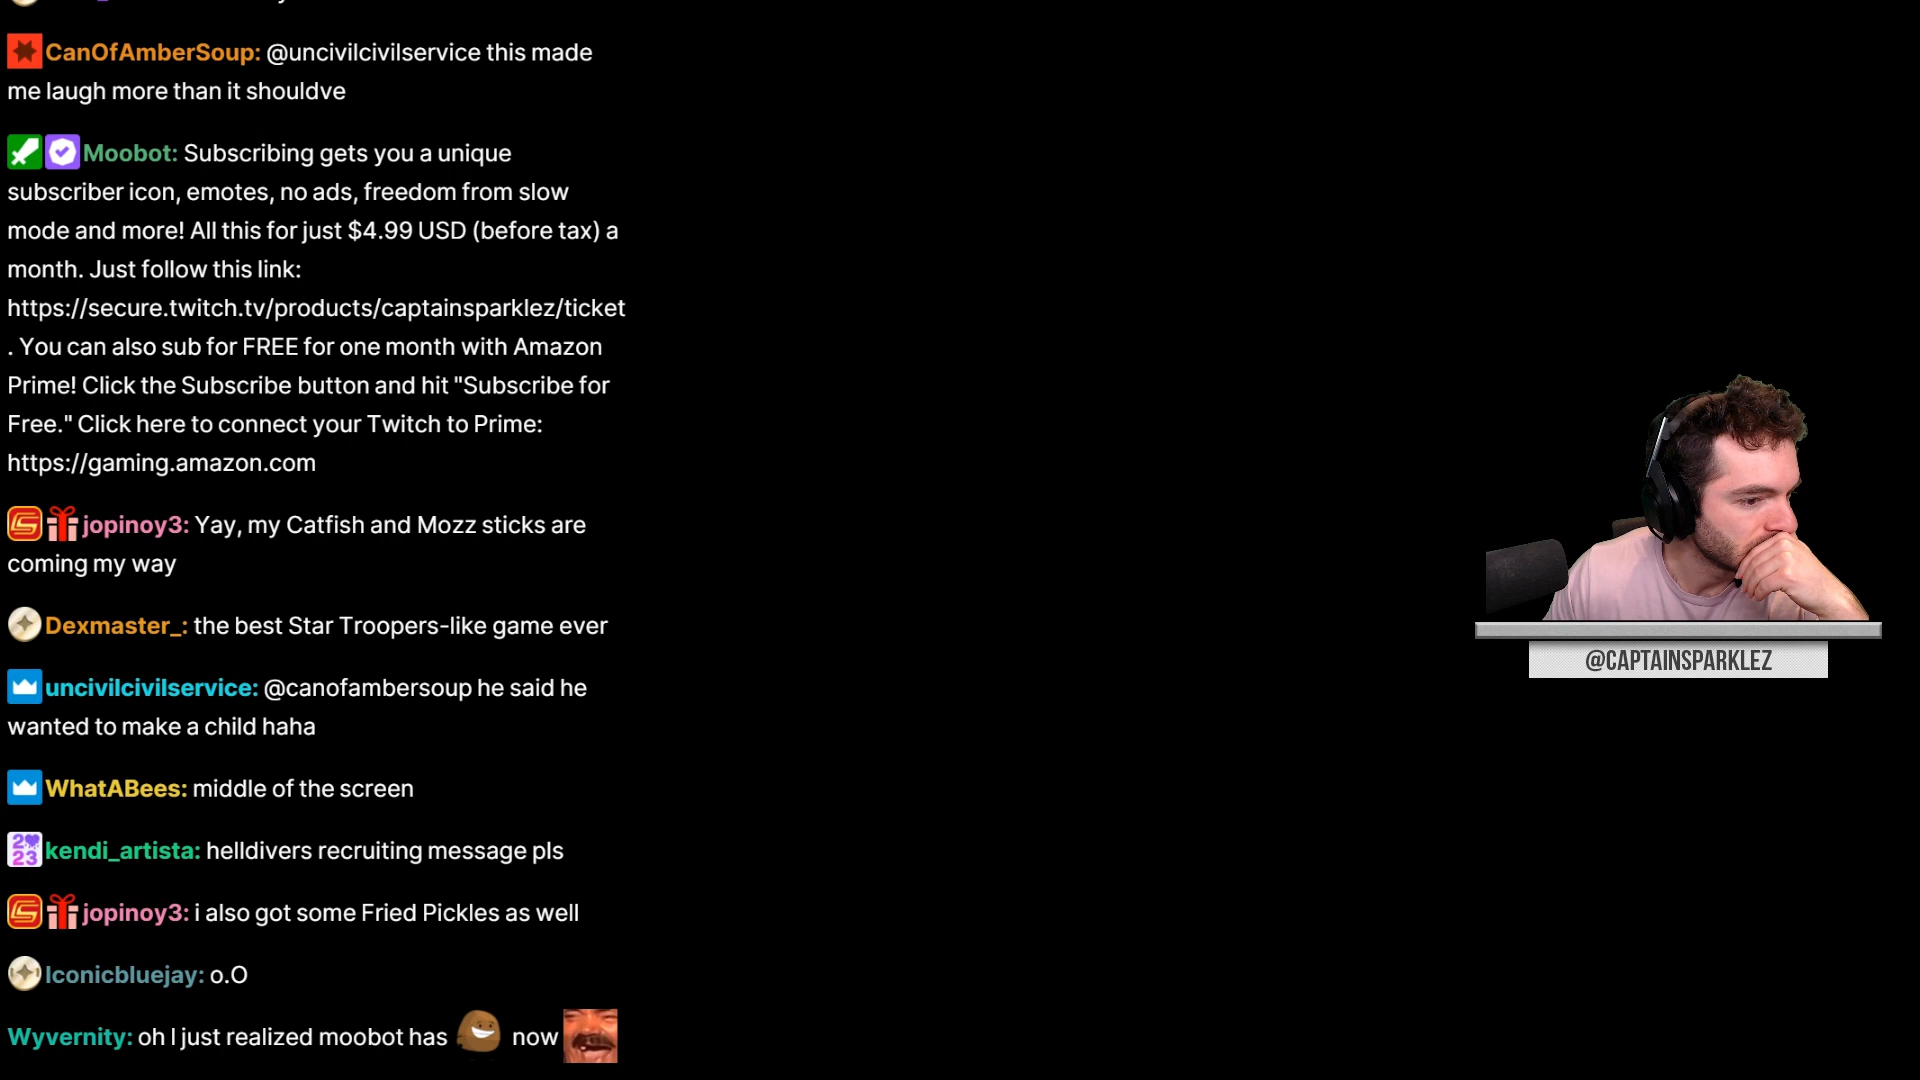 CanOfAmberSoup: @uncivilcivilservice this made
me laugh more than it shouldve
Moobot: Subscribing gets you a unique
subscriber icon, emotes, no ads, freedom from slow
mode and more! All this for just $4.99 USD (before tax) a
month. Just follow this link:
https://secure.twitch.tv/products/captainsparklez/ticket
. You can also sub for FREE for one month with Amazon
Prime! Click the Subscribe button and hit "Subscribe for
Free." Click here to connect your Twitch to Prime:
https://gaming.amazon.com
jopinoy3: Yay, my Catfish and Mozz sticks are
coming my way
Dexmaster_: the best Star Troopers-like game ever
uncivilcivilservice: @canofambersoup he said he
wanted to make a child haha
WhatABees: middle of the screen
2023 kendi_artista: helldivers recruiting message pls
jopinoy3: i also got some Fried Pickles as well
Iconicbluejay: o.O
Wyvernity: oh I just realized moobot has now
@CAPTAINSPARKLEZ